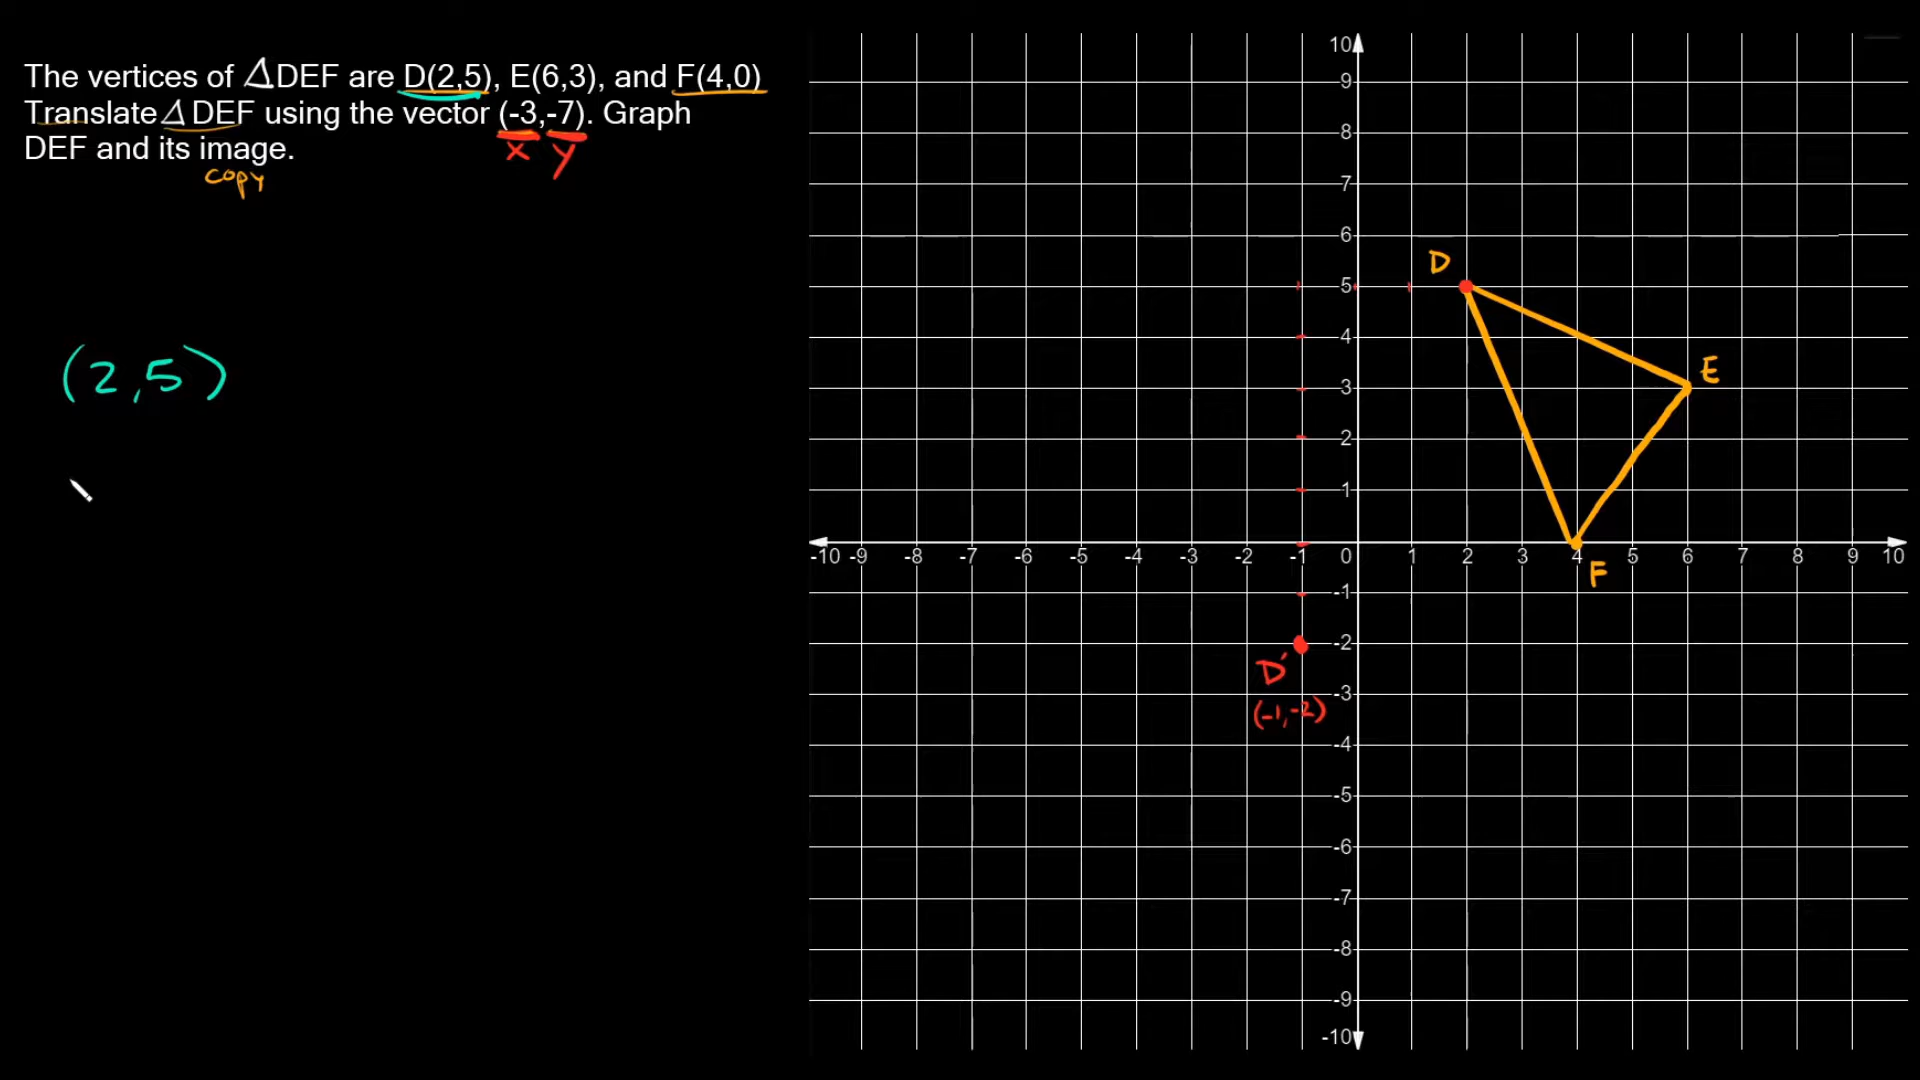 The vertices of △DEF are D(2,5), E(6,3), and F(4,0)
Translate △DEF using the vector (-3,-7). Graph
DEF and its image.
x y
copy
(2,5)
10
9
8
7
6
5
4
3
2
1
-10 -9 -8 -7 -6 -5 -4 -3 -2 -1 0 1 2 3 4 5 6 7 8 9 10
-1
-2
-3
-4
-5
-6
-7
-8
-9
-10
D
E
F
D'
(-1,-2)